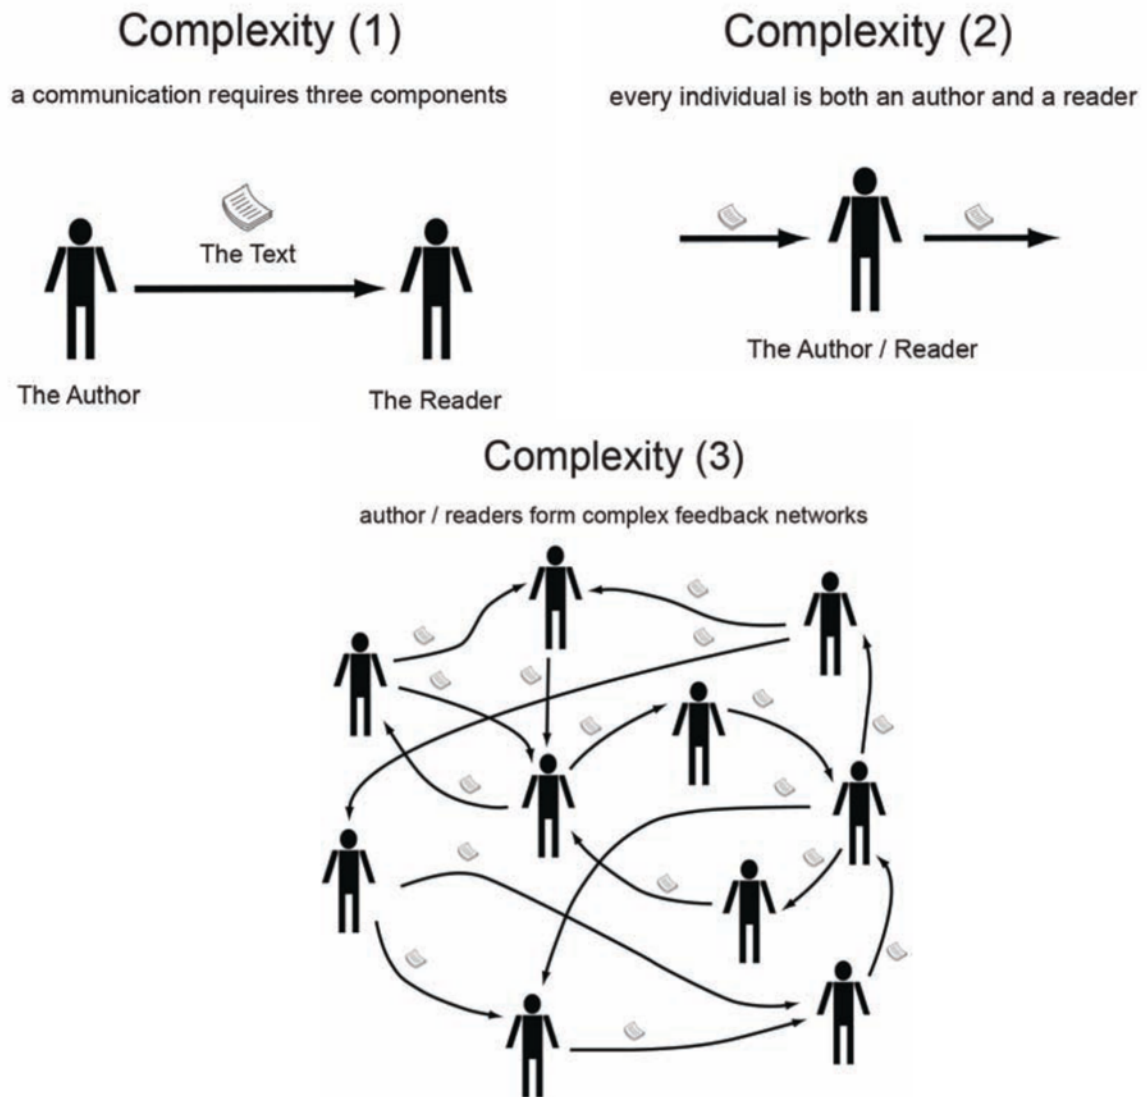 Complexity (1)
a communication requires three components
The Text
The Author
The Reader
Complexity (2)
every individual is both an author and a reader
The Author / Reader
Complexity (3)
author / readers form complex feedback networks